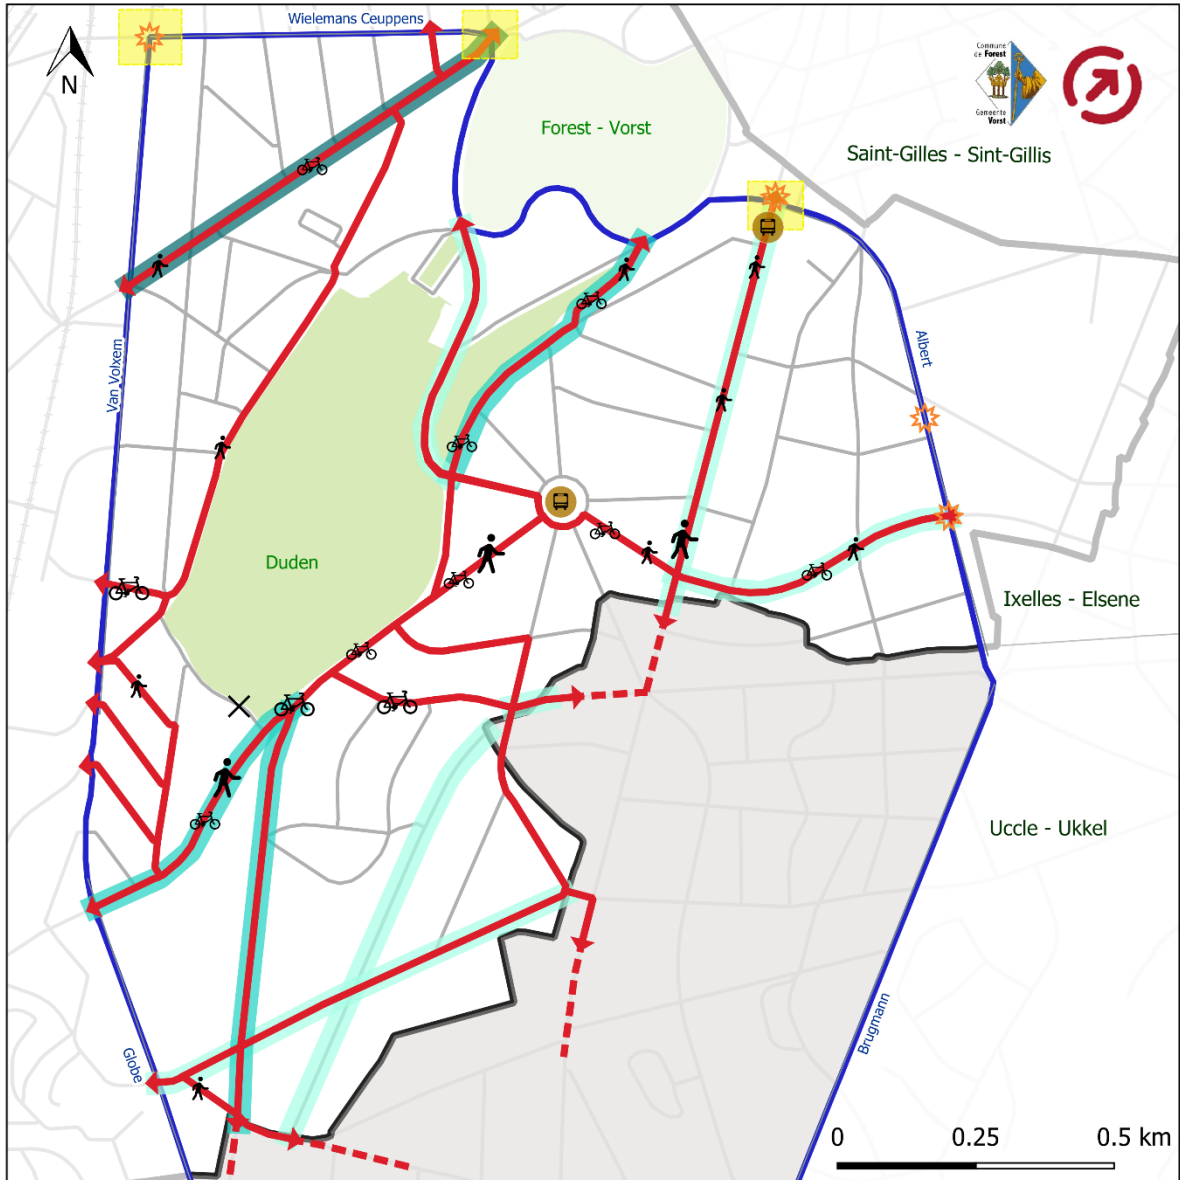 Wielemans Ceuppens
N
Commune
de Forest
Gemeente
Vorst
Forest - Vorst
Saint-Gilles - Sint-Gillis
Van Volxem
Albert
Duden
Ixelles - Elsene
Uccle - Ukkel
Globe
Brugmann
0 0.25 0.5 km